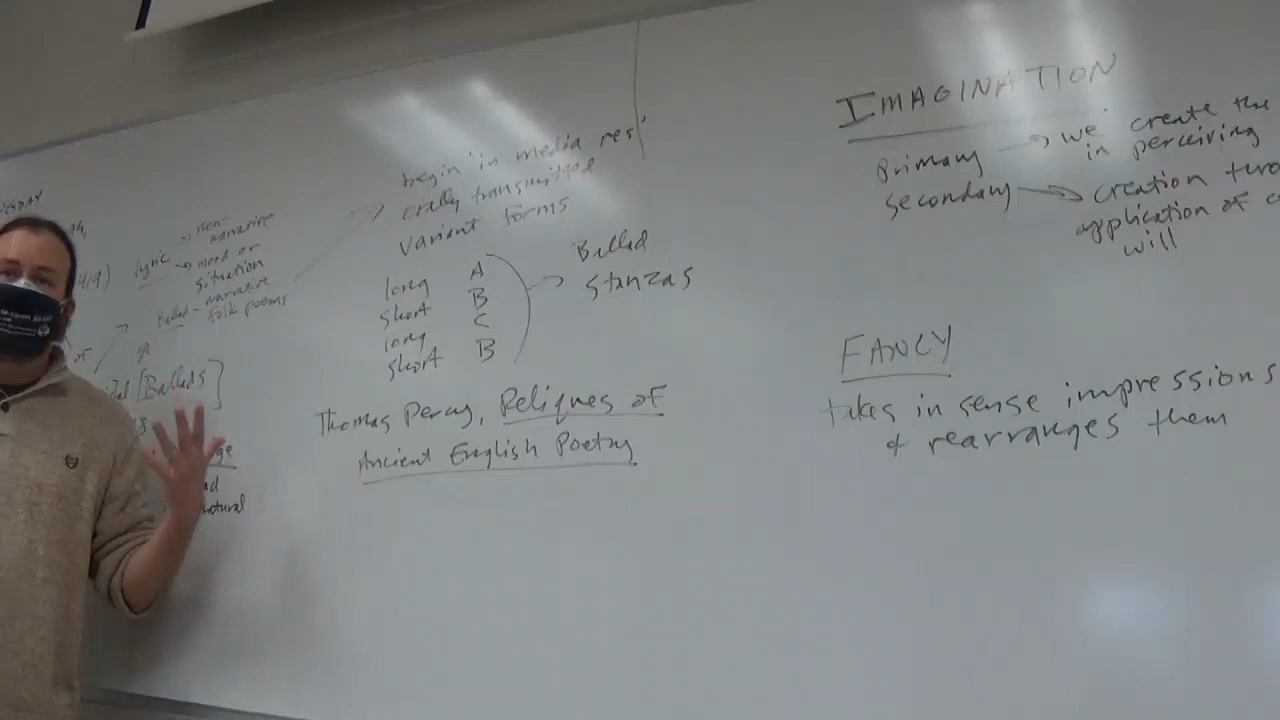 lyric → non-
narrative
→ mood or
situation
Ballad - narrative
folk poems
[Ballads]
begin 'in media res'
orally transmitted
variant forms
long A
short B
long C
short B
Ballad
stanzas
Thomas Percy, Reliques of
Ancient English Poetry
IMAGINATION
primary → we create the
in perceiving
secondary → creation
application of
will
FANCY
takes in sense impressions
& rearranges them